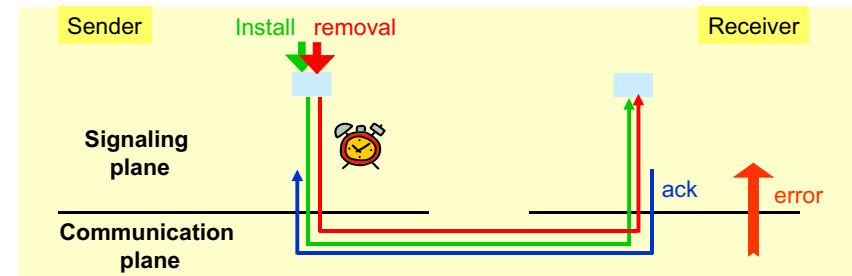 Sender
Install removal
Receiver
Signaling
plane
ack
error
Communication
plane